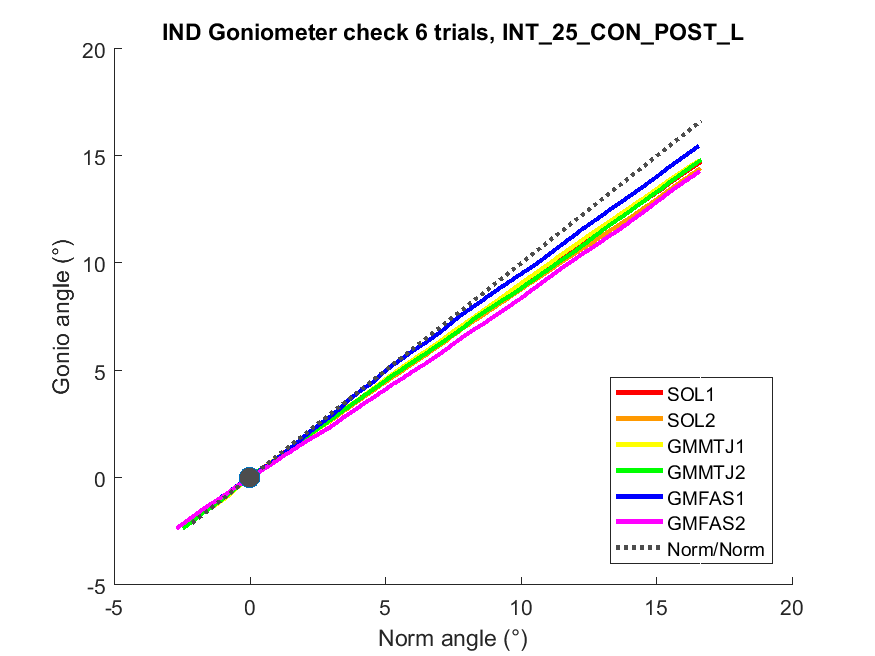 IND Goniometer check 6 trials, INT_25_CON_POST_L
20
15
10
5
0
-5
Gonio angle (°)
-5
0
5
10
15
20
Norm angle (°)
SOL1
SOL2
GMMTJ1
GMMTJ2
GMFAS1
GMFAS2
Norm/Norm